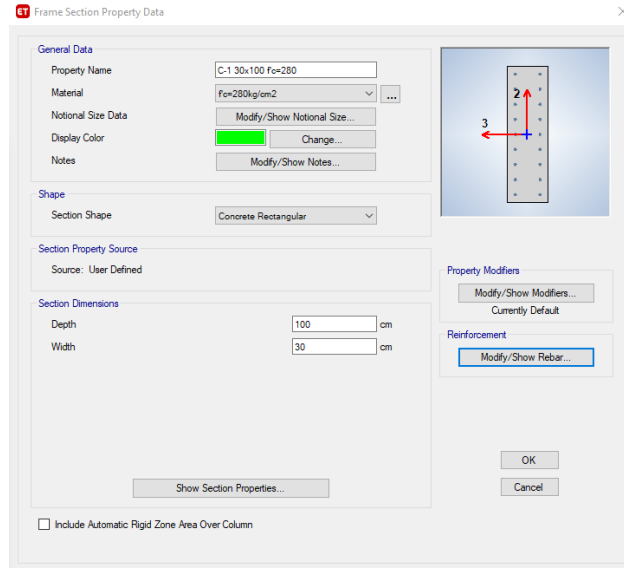 ET Frame Section Property Data
General Data
Property Name C-1 30x100 f'c=280
Material f'c=280kg/cm2 ...
Notional Size Data Modify/Show Notional Size...
Display Color Change...
Notes Modify/Show Notes...
2
3
Shape
Section Shape Concrete Rectangular
Section Property Source
Source: User Defined
Property Modifiers
Modify/Show Modifiers...
Currently Default
Section Dimensions
Depth 100 cm
Width 30 cm
Reinforcement
Modify/Show Rebar...
OK
Show Section Properties...
Cancel
Include Automatic Rigid Zone Area Over Column